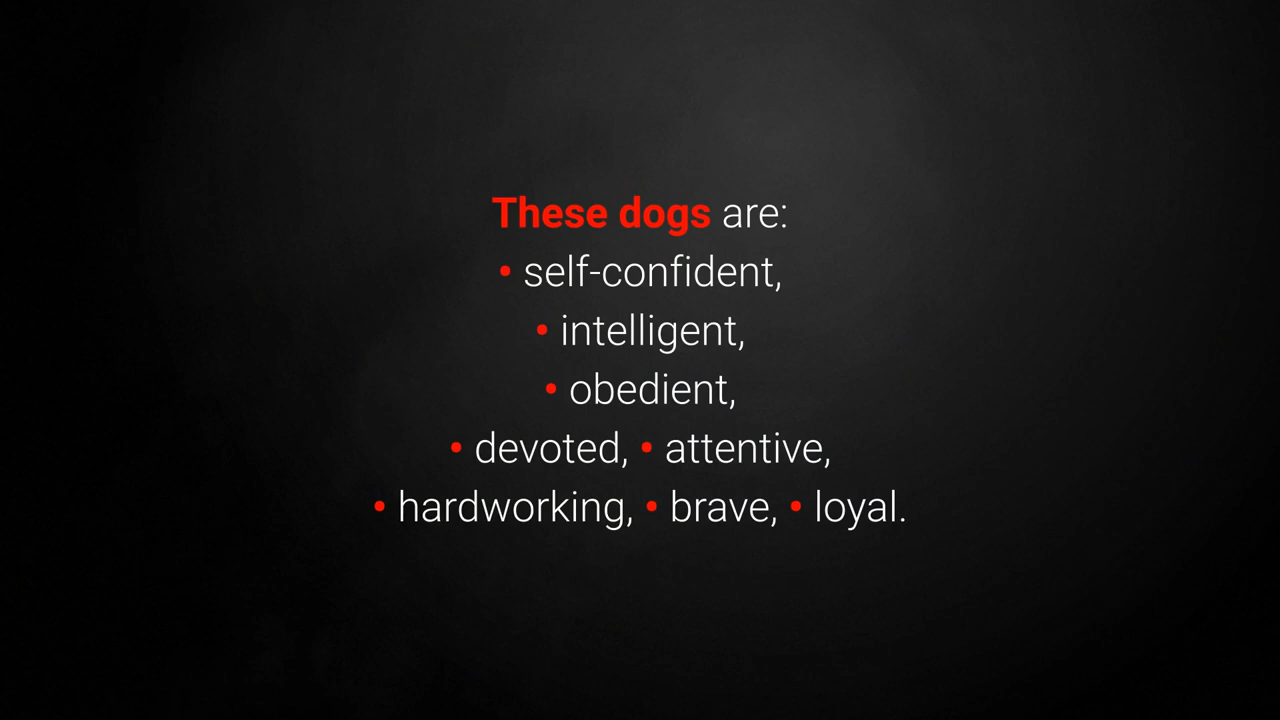 These dogs are:
• self-confident,
• intelligent,
• obedient,
• devoted, • attentive,
• hardworking, • brave, • loyal.